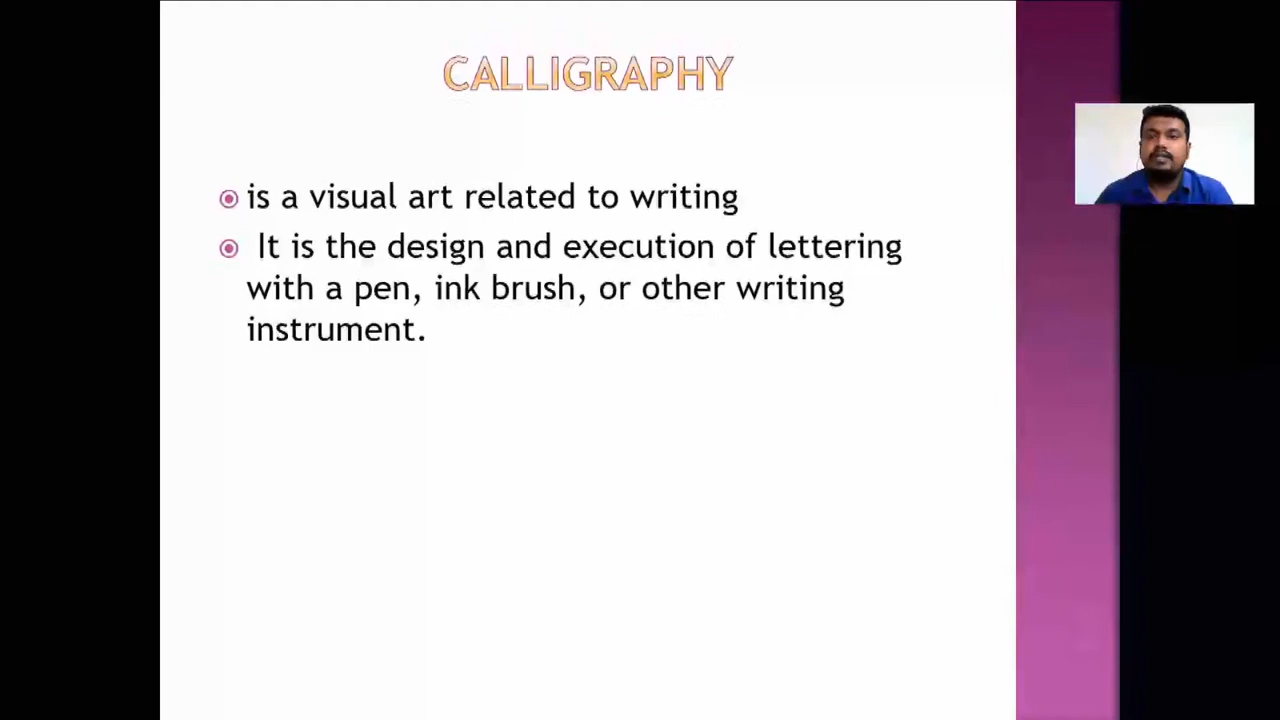 CALLIGRAPHY
is a visual art related to writing
It is the design and execution of lettering
with a pen, ink brush, or other writing
instrument.